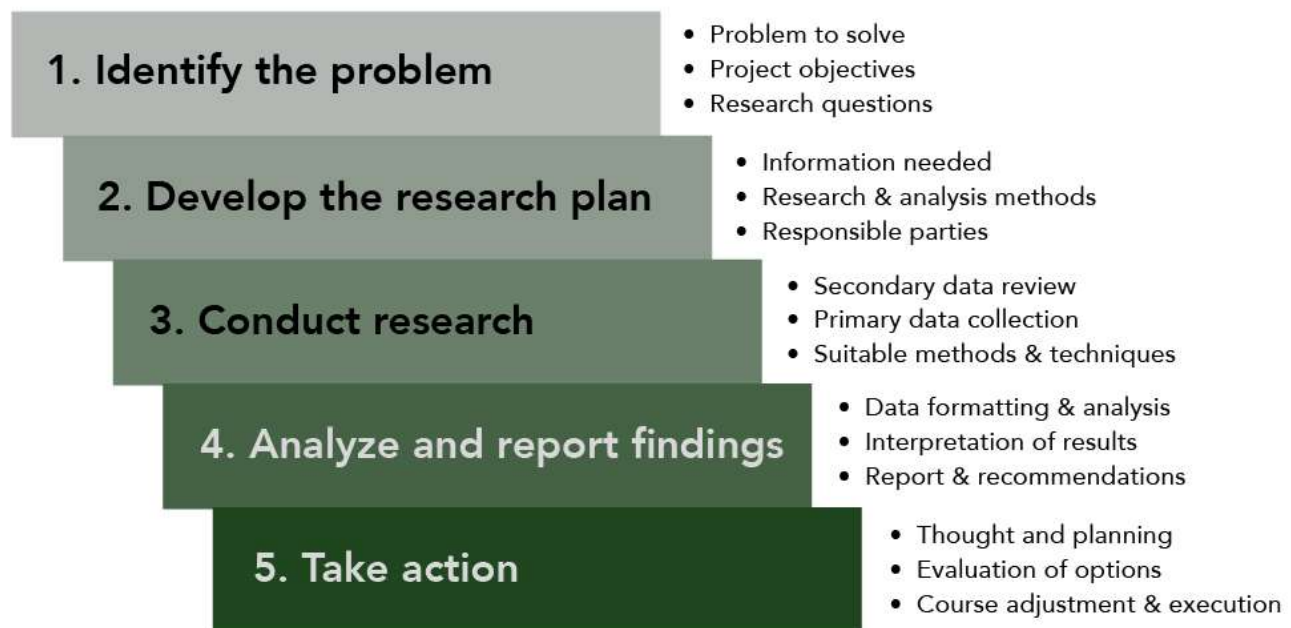 1. Identify the problem
• Problem to solve
• Project objectives
• Research questions
2. Develop the research plan
• Information needed
• Research & analysis methods
• Responsible parties
3. Conduct research
• Secondary data review
• Primary data collection
• Suitable methods & techniques
4. Analyze and report findings
• Data formatting & analysis
• Interpretation of results
• Report & recommendations
5. Take action
• Thought and planning
• Evaluation of options
• Course adjustment & execution